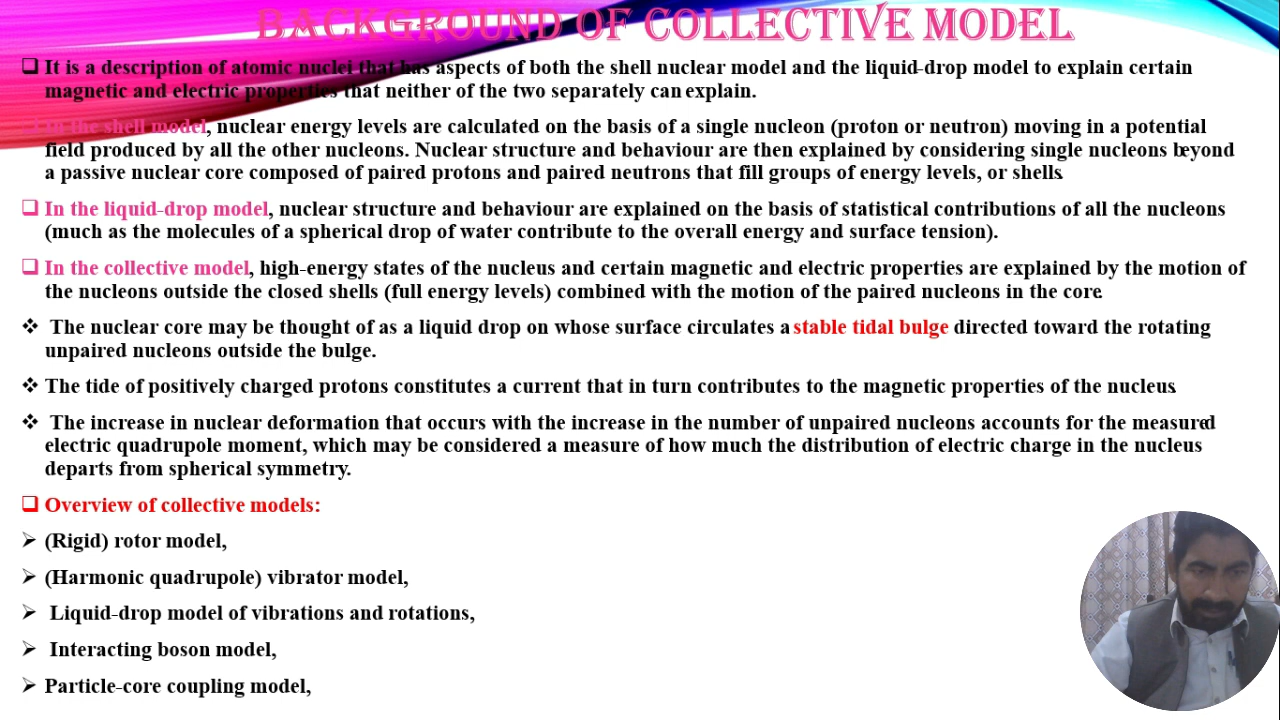 BACKGROUND OF COLLECTIVE MODEL
❑ It is a description of atomic nuclei that has aspects of both the shell nuclear model and the liquid-drop model to explain certain
magnetic and electric properties that neither of the two separately can explain.
❑ In the shell model, nuclear energy levels are calculated on the basis of a single nucleon (proton or neutron) moving in a potential
field produced by all the other nucleons. Nuclear structure and behaviour are then explained by considering single nucleons beyond
a passive nuclear core composed of paired protons and paired neutrons that fill groups of energy levels, or shells.
❑ In the liquid-drop model, nuclear structure and behaviour are explained on the basis of statistical contributions of all the nucleons
(much as the molecules of a spherical drop of water contribute to the overall energy and surface tension).
❑ In the collective model, high-energy states of the nucleus and certain magnetic and electric properties are explained by the motion of
the nucleons outside the closed shells (full energy levels) combined with the motion of the paired nucleons in the core.
❖ The nuclear core may be thought of as a liquid drop on whose surface circulates a stable tidal bulge directed toward the rotating
unpaired nucleons outside the bulge.
❖ The tide of positively charged protons constitutes a current that in turn contributes to the magnetic properties of the nucleus.
❖ The increase in nuclear deformation that occurs with the increase in the number of unpaired nucleons accounts for the measured
electric quadrupole moment, which may be considered a measure of how much the distribution of electric charge in the nucleus
departs from spherical symmetry.
❑ Overview of collective models:
➢ (Rigid) rotor model,
➢ (Harmonic quadrupole) vibrator model,
➢ Liquid-drop model of vibrations and rotations,
➢ Interacting boson model,
➢ Particle-core coupling model,